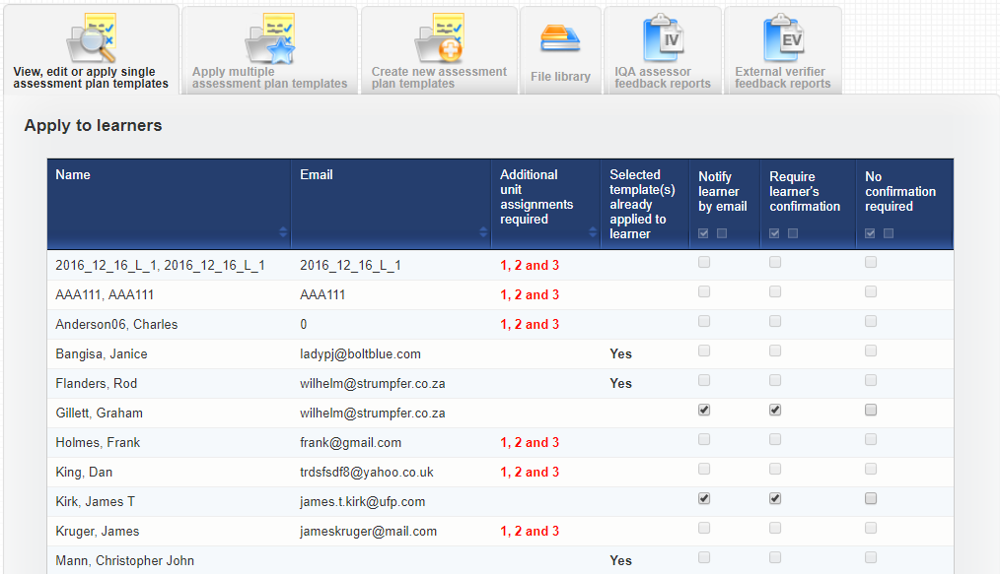 View, edit or apply single
assessment plan templates
Apply multiple
assessment plan templates
Create new assessment
plan templates
File library
IV
IQA assessor
feedback reports
EV
External verifier
feedback reports
Apply to learners
Name
Email
Additional
unit
assignments
required
Selected
template(s)
already
applied to
learner
Notify
learner
by email
Require
learner's
confirmation
No
confirmation
required
2016_12_16_L_1, 2016_12_16_L_1 2016_12_16_L_1 1, 2 and 3
AAA111, AAA111 AAA111 1, 2 and 3
Anderson06, Charles 0 1, 2 and 3
Bangisa, Janice ladypj@boltblue.com Yes
Flanders, Rod wilhelm@strumpfer.co.za Yes
Gillett, Graham wilhelm@strumpfer.co.za
Holmes, Frank frank@gmail.com 1, 2 and 3
King, Dan trdsfsdf8@yahoo.co.uk 1, 2 and 3
Kirk, James T james.t.kirk@ufp.com
Kruger, James jameskruger@mail.com 1, 2 and 3
Mann, Christopher John Yes